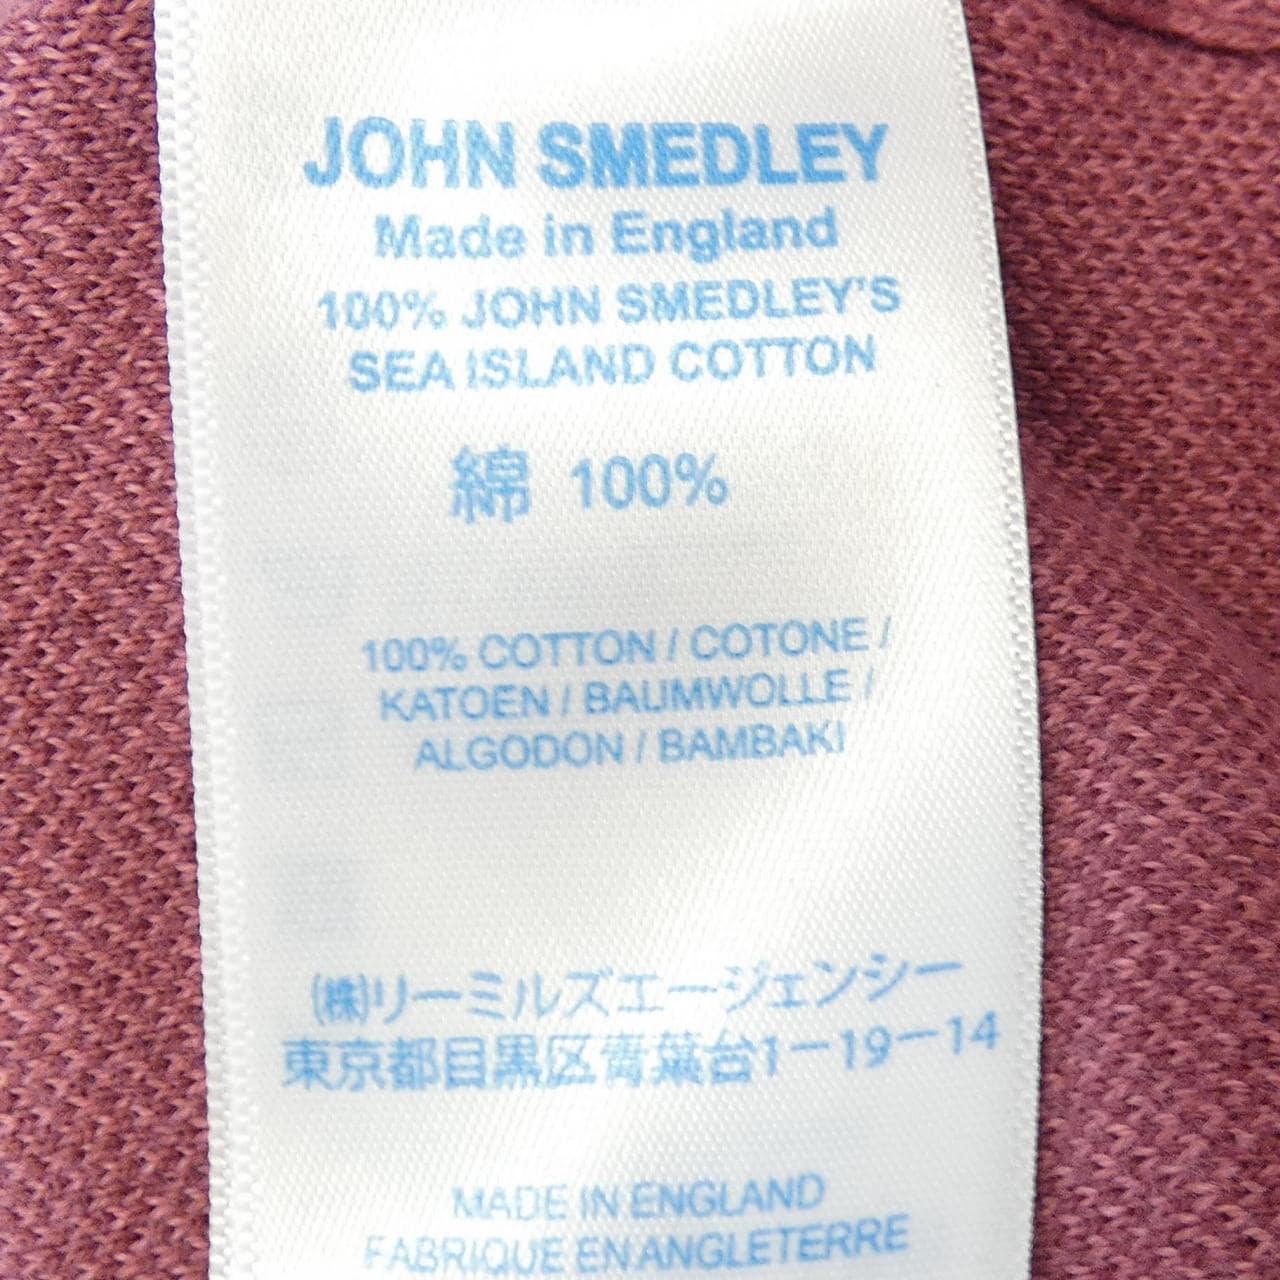 JOHN SMEDLEY
Made in England
100% JOHN SMEDLEY'S
SEA ISLAND COTTON
綿 100%
100% COTTON / COTONE /
KATOEN / BAUMWOLLE /
ALGODON / BAMBAKI
㈱リーミルズエージェンシー
東京都目黒区青葉台1-19-14
MADE IN ENGLAND
FABRIQUE EN ANGLETERRE